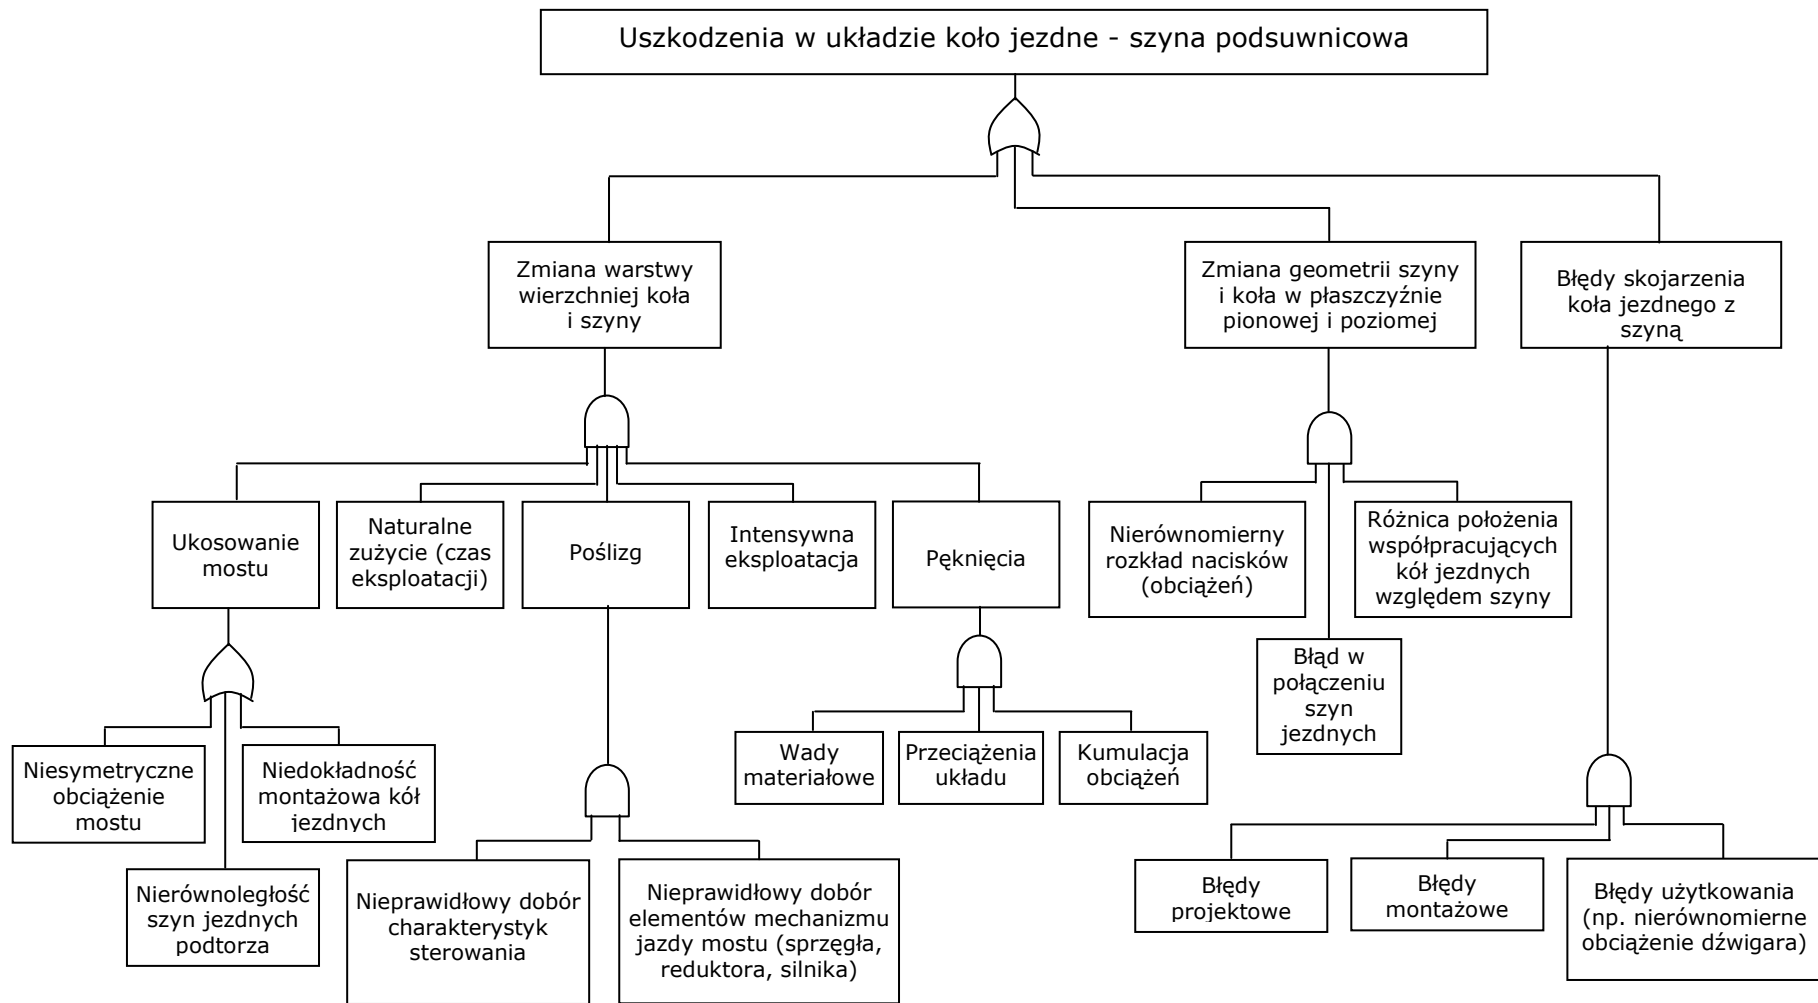 Uszkodzenia w układzie koło jezdne - szyna podsuwnicowa
Zmiana warstwy
wierzchniej koła
i szyny
Zmiana geometrii szyny
i koła w płaszczyźnie
pionowej i poziomej
Błędy skojarzenia
koła jezdnego z
szyną
Ukosowanie
mostu
Naturalne
zużycie (czas
eksploatacji)
Poślizg
Intensywna
eksploatacja
Pęknięcia
Nierównomierny
rozkład nacisków
(obciążeń)
Różnica położenia
współpracujących
kół jezdnych
względem szyny
Błąd w
połączeniu
szyn
jezdnych
Niesymetryczne
obciążenie
mostu
Niedokładność
montażowa kół
jezdnych
Wady
materiałowe
Przeciążenia
układu
Kumulacja
obciążeń
Nierównoległość
szyn jezdnych
podtorza
Nieprawidłowy dobór
charakterystyk
sterowania
Nieprawidłowy dobór
elementów mechanizmu
jazdy mostu (sprzęgła,
reduktora, silnika)
Błędy
projektowe
Błędy
montażowe
Błędy użytkowania
(np. nierównomierne
obciążenie dźwigara)